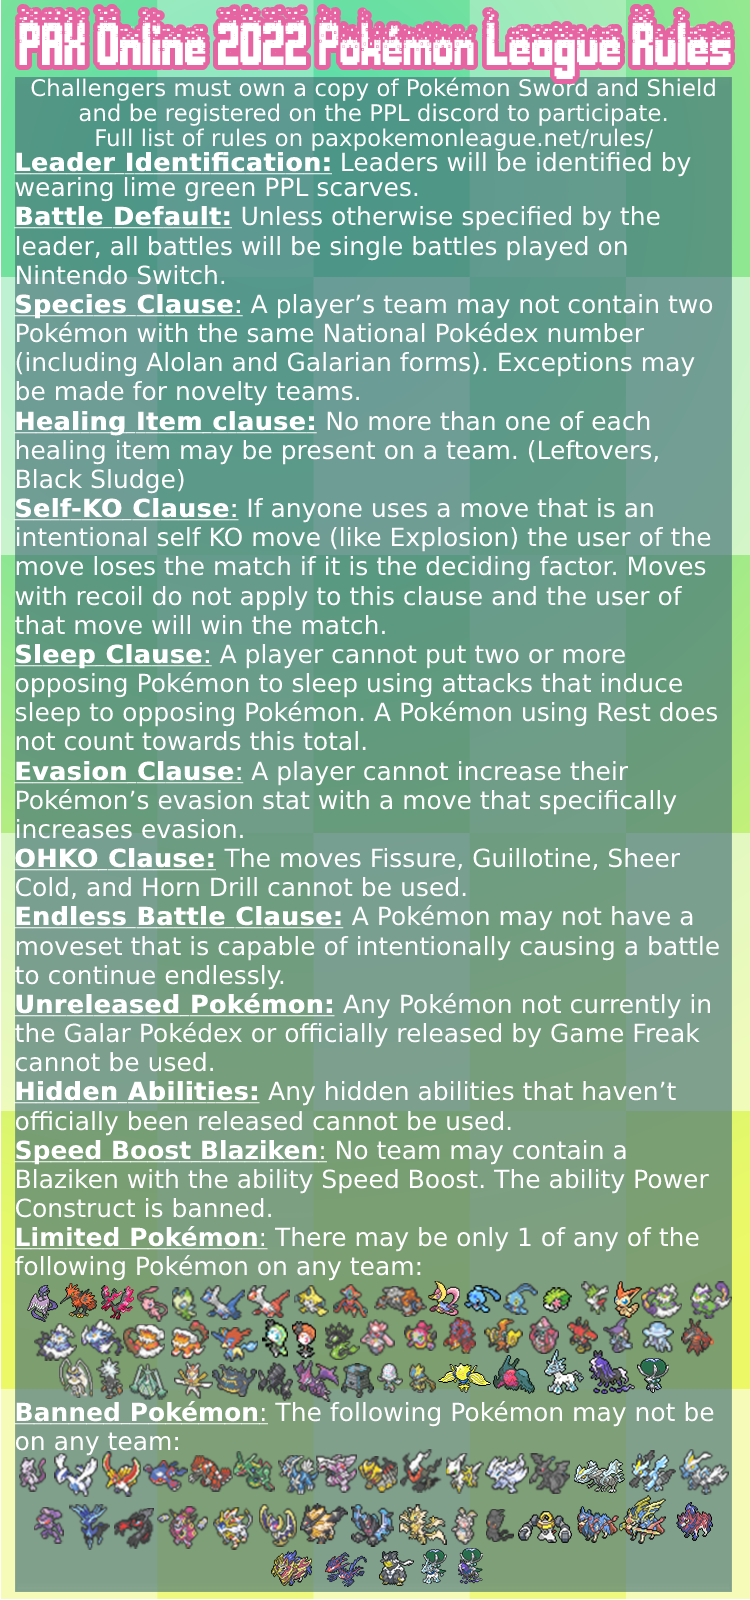 PAX Online 2022 Pokémon League Rules
Challengers must own a copy of Pokémon Sword and Shield
and be registered on the PPL discord to participate.
Full list of rules on paxpokemonleague.net/rules/
Leader Identification: Leaders will be identified by
wearing lime green PPL scarves.
Battle Default: Unless otherwise specified by the
leader, all battles will be single battles played on
Nintendo Switch.
Species Clause: A player’s team may not contain two
Pokémon with the same National Pokédex number
(including Alolan and Galarian forms). Exceptions may
be made for novelty teams.
Healing Item clause: No more than one of each
healing item may be present on a team. (Leftovers,
Black Sludge)
Self-KO Clause: If anyone uses a move that is an
intentional self KO move (like Explosion) the user of the
move loses the match if it is the deciding factor. Moves
with recoil do not apply to this clause and the user of
that move will win the match.
Sleep Clause: A player cannot put two or more
opposing Pokémon to sleep using attacks that induce
sleep to opposing Pokémon. A Pokémon using Rest does
not count towards this total.
Evasion Clause: A player cannot increase their
Pokémon’s evasion stat with a move that specifically
increases evasion.
OHKO Clause: The moves Fissure, Guillotine, Sheer
Cold, and Horn Drill cannot be used.
Endless Battle Clause: A Pokémon may not have a
moveset that is capable of intentionally causing a battle
to continue endlessly.
Unreleased Pokémon: Any Pokémon not currently in
the Galar Pokédex or officially released by Game Freak
cannot be used.
Hidden Abilities: Any hidden abilities that haven’t
officially been released cannot be used.
Speed Boost Blaziken: No team may contain a
Blaziken with the ability Speed Boost. The ability Power
Construct is banned.
Limited Pokémon: There may be only 1 of any of the
following Pokémon on any team:
Banned Pokémon: The following Pokémon may not be
on any team: